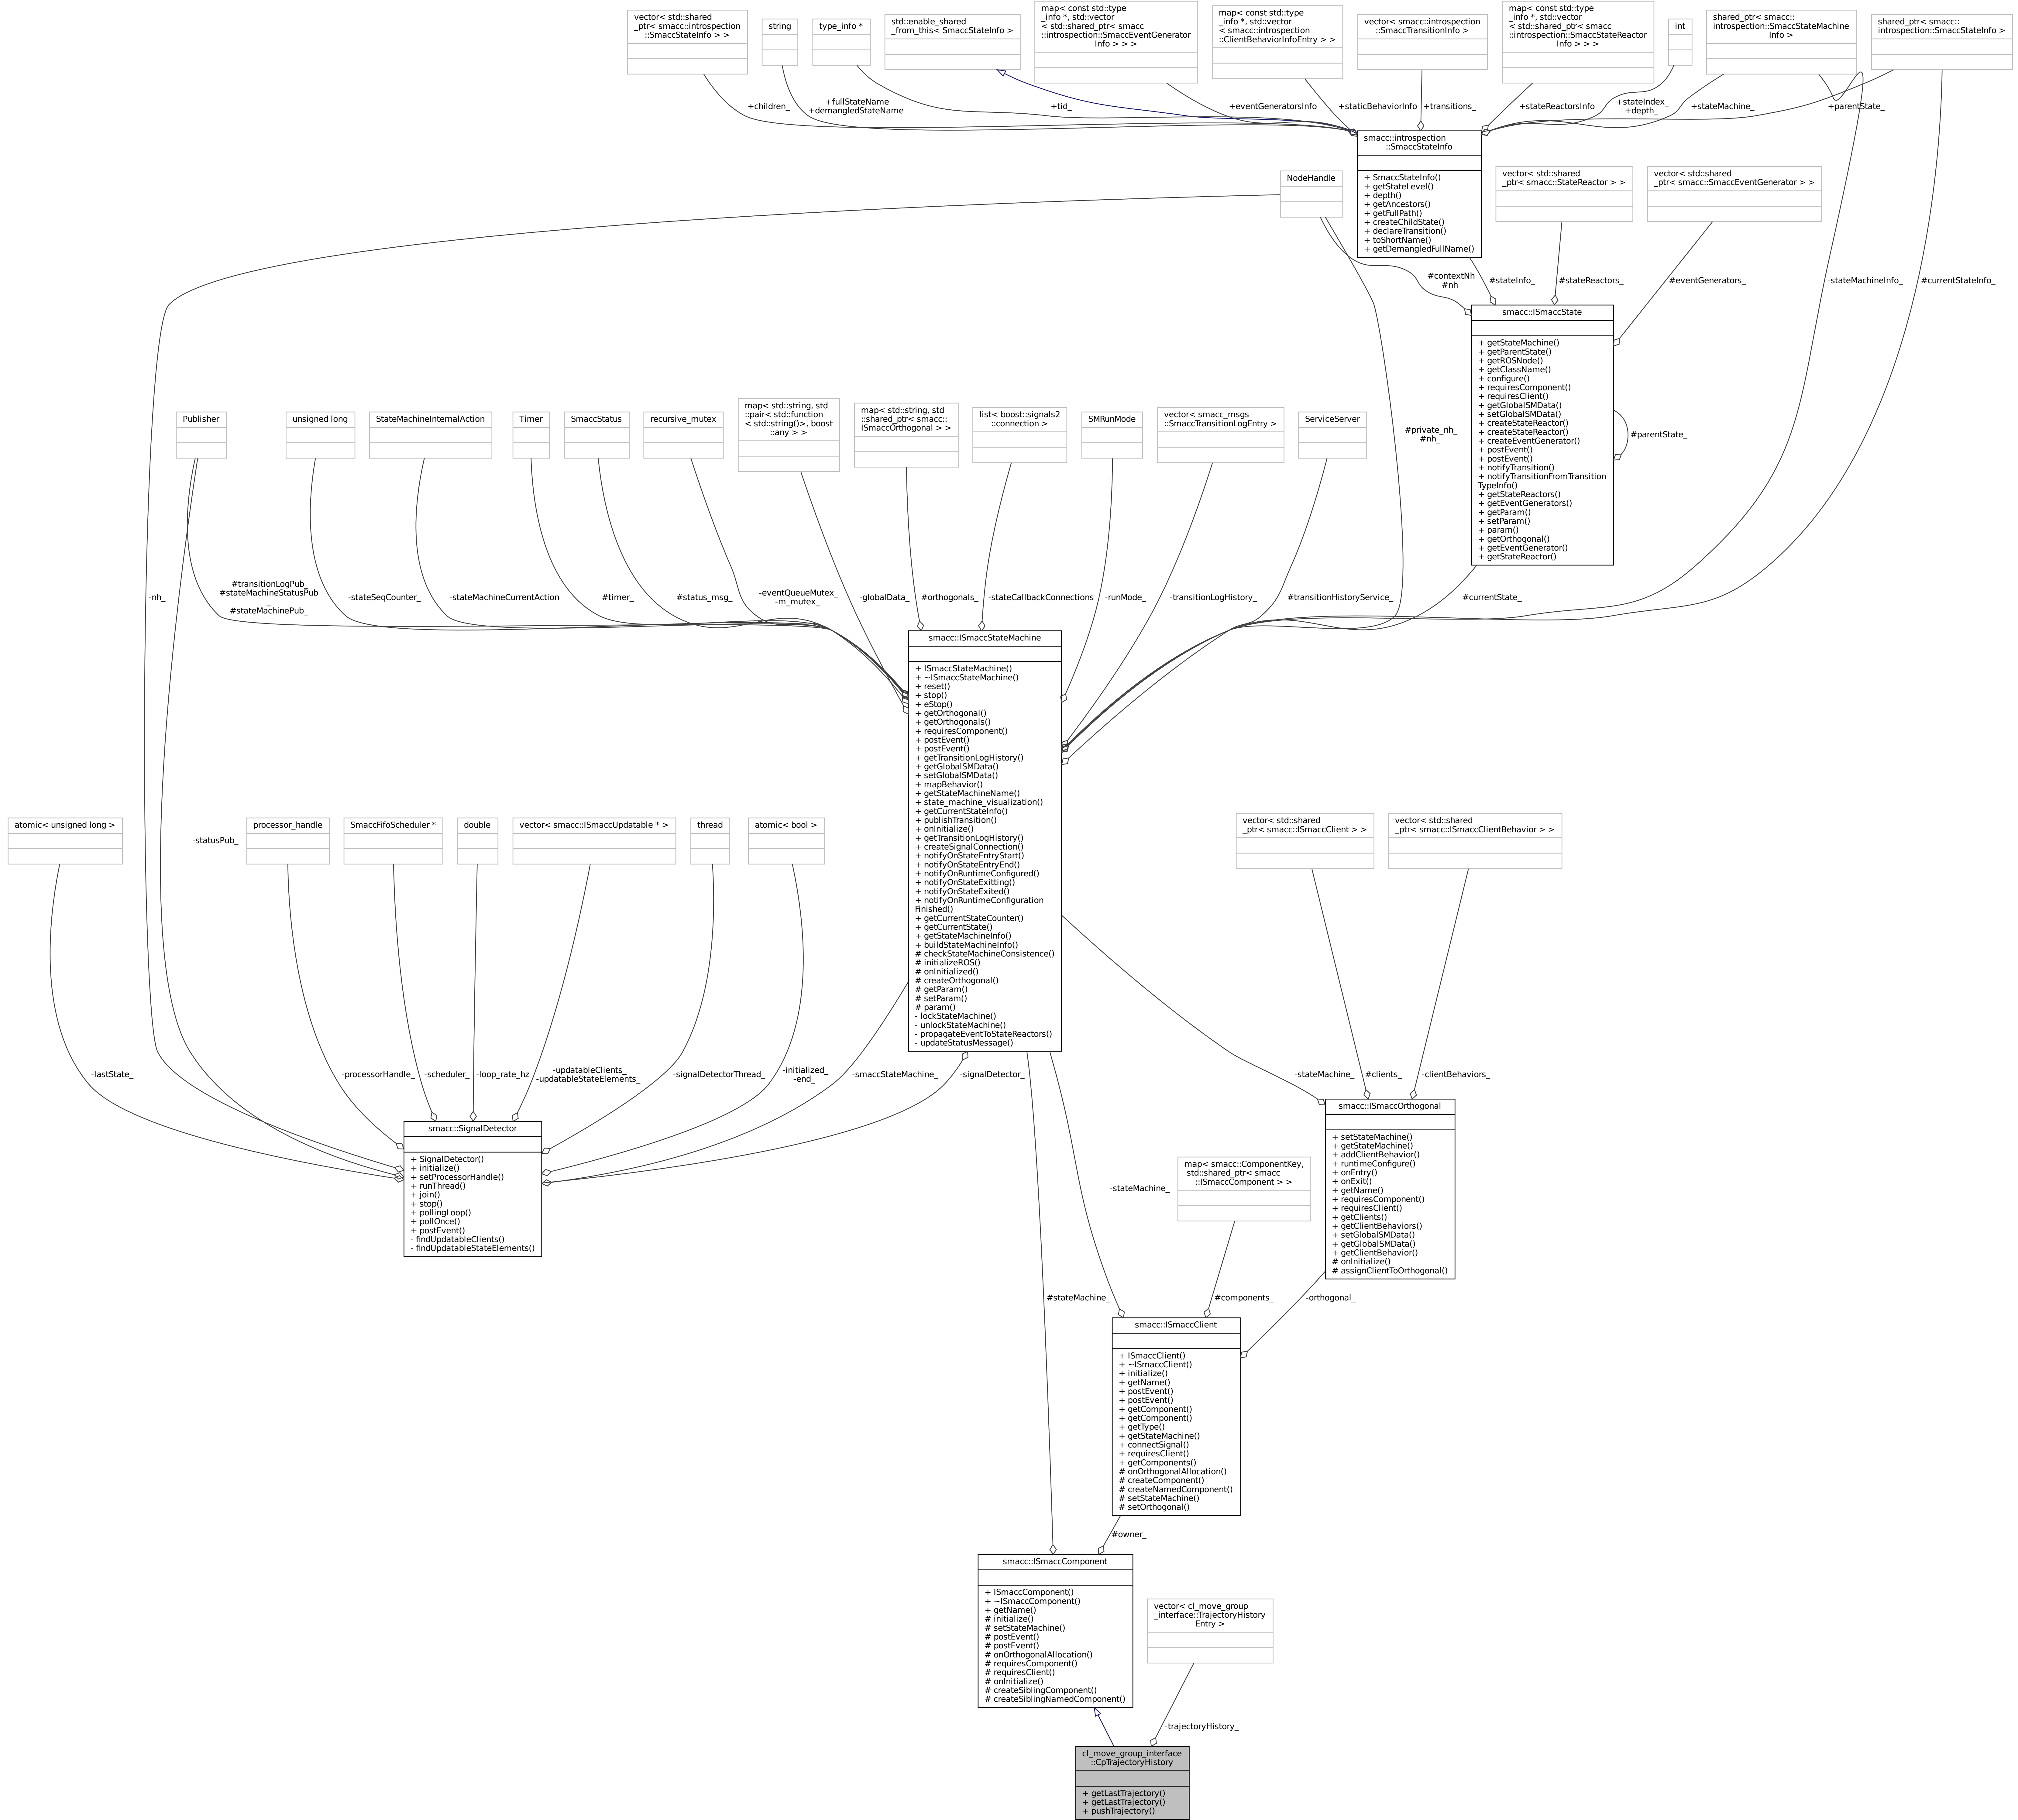 vector< std::shared
_ptr< smacc::introspection
::SmaccStateInfo > >
string
type_info *
std::enable_shared
_from_this< SmaccStateInfo >
map< const std::type
_info *, std::vector
< std::shared_ptr< smacc
::introspection::SmaccEventGenerator
Info > > >
map< const std::type
_info *, std::vector
< smacc::introspection
::ClientBehaviorInfoEntry > >
vector< smacc::introspection
::SmaccTransitionInfo >
map< const std::type
_info *, std::vector
< std::shared_ptr< smacc
::introspection::SmaccStateReactor
Info > > >
int
shared_ptr< smacc::
introspection::SmaccStateMachine
Info >
shared_ptr< smacc::
introspection::SmaccStateInfo >
+children_
+fullStateName
+demangledStateName
+tid_
+eventGeneratorsInfo
+staticBehaviorInfo
+transitions_
+stateReactorsInfo
+stateIndex_
+depth_
+stateMachine_
+parentState_
smacc::introspection
::SmaccStateInfo
+ SmaccStateInfo()
+ getStateLevel()
+ depth()
+ getAncestors()
+ getFullPath()
+ createChildState()
+ declareTransition()
+ toShortName()
+ getDemangledFullName()
NodeHandle
vector< std::shared
_ptr< smacc::StateReactor > >
vector< std::shared
_ptr< smacc::SmaccEventGenerator > >
#contextNh
#nh
#stateInfo_
#stateReactors_
#eventGenerators_
-stateMachineInfo_
#currentStateInfo_
smacc::ISmaccState
+ getStateMachine()
+ getParentState()
+ getROSNode()
+ getClassName()
+ configure()
+ requiresComponent()
+ requiresClient()
+ getGlobalSMData()
+ setGlobalSMData()
+ createStateReactor()
+ createStateReactor()
+ createEventGenerator()
+ postEvent()
+ postEvent()
+ notifyTransition()
+ notifyTransitionFromTransition
TypeInfo()
+ getStateReactors()
+ getEventGenerators()
+ getParam()
+ setParam()
+ param()
+ getOrthogonal()
+ getEventGenerator()
+ getStateReactor()
#parentState_
Publisher
unsigned long
StateMachineInternalAction
Timer
SmaccStatus
recursive_mutex
map< std::string, std
::pair< std::function
< std::string()>, boost
::any > >
map< std::string, std
::shared_ptr< smacc::
ISmaccOrthogonal > >
list< boost::signals2
::connection >
SMRunMode
vector< smacc_msgs
::SmaccTransitionLogEntry >
ServiceServer
#private_nh_
#nh_
-nh_
#transitionLogPub_
#stateMachineStatusPub
_
#stateMachinePub_
-stateSeqCounter_
-stateMachineCurrentAction
#timer_
#status_msg_
-eventQueueMutex_
-m_mutex_
-globalData_
#orthogonals_
-stateCallbackConnections
-runMode_
-transitionLogHistory_
#transitionHistoryService_
#currentState_
smacc::ISmaccStateMachine
+ ISmaccStateMachine()
+ ~ISmaccStateMachine()
+ reset()
+ stop()
+ eStop()
+ getOrthogonal()
+ getOrthogonals()
+ requiresComponent()
+ postEvent()
+ postEvent()
+ getTransitionLogHistory()
+ getGlobalSMData()
+ setGlobalSMData()
+ mapBehavior()
+ getStateMachineName()
+ state_machine_visualization()
+ getCurrentStateInfo()
+ publishTransition()
+ onInitialize()
+ getTransitionLogHistory()
+ createSignalConnection()
+ notifyOnStateEntryStart()
+ notifyOnStateEntryEnd()
+ notifyOnRuntimeConfigured()
+ notifyOnStateExitting()
+ notifyOnStateExited()
+ notifyOnRuntimeConfiguration
Finished()
+ getCurrentStateCounter()
+ getCurrentState()
+ getStateMachineInfo()
+ buildStateMachineInfo()
# checkStateMachineConsistence()
# initializeROS()
# onInitialized()
# createOrthogonal()
# getParam()
# setParam()
# param()
- lockStateMachine()
- unlockStateMachine()
- propagateEventToStateReactors()
- updateStatusMessage()
atomic< unsigned long >
-statusPub_
processor_handle
SmaccFifoScheduler *
double
vector< smacc::ISmaccUpdatable * >
thread
atomic< bool >
vector< std::shared
_ptr< smacc::ISmaccClient > >
vector< std::shared
_ptr< smacc::ISmaccClientBehavior > >
-lastState_
-processorHandle_
-scheduler_
-loop_rate_hz
-updatableClients_
-updatableStateElements_
-signalDetectorThread_
-initialized_
-end_
-smaccStateMachine_
-signalDetector_
-stateMachine_
#clients_
-clientBehaviors_
smacc::SignalDetector
+ SignalDetector()
+ initialize()
+ setProcessorHandle()
+ runThread()
+ join()
+ stop()
+ pollingLoop()
+ pollOnce()
+ postEvent()
- findUpdatableClients()
- findUpdatableStateElements()
smacc::ISmaccOrthogonal
+ setStateMachine()
+ getStateMachine()
+ addClientBehavior()
+ runtimeConfigure()
+ onEntry()
+ onExit()
+ getName()
+ requiresComponent()
+ requiresClient()
+ getClients()
+ getClientBehaviors()
+ setGlobalSMData()
+ getGlobalSMData()
+ getClientBehavior()
# onInitialize()
# assignClientToOrthogonal()
map< smacc::ComponentKey,
std::shared_ptr< smacc
::ISmaccComponent > >
-stateMachine_
#stateMachine_
#components_
-orthogonal_
smacc::ISmaccClient
+ ISmaccClient()
+ ~ISmaccClient()
+ initialize()
+ getName()
+ postEvent()
+ postEvent()
+ getComponent()
+ getComponent()
+ getType()
+ getStateMachine()
+ connectSignal()
+ requiresClient()
+ getComponents()
# onOrthogonalAllocation()
# createComponent()
# createNamedComponent()
# setStateMachine()
# setOrthogonal()
#owner_
smacc::ISmaccComponent
+ ISmaccComponent()
+ ~ISmaccComponent()
+ getName()
# initialize()
# setStateMachine()
# postEvent()
# postEvent()
# onOrthogonalAllocation()
# requiresComponent()
# requiresClient()
# onInitialize()
# createSiblingComponent()
# createSiblingNamedComponent()
vector< cl_move_group
_interface::TrajectoryHistory
Entry >
-trajectoryHistory_
cl_move_group_interface
::CpTrajectoryHistory
+ getLastTrajectory()
+ getLastTrajectory()
+ pushTrajectory()